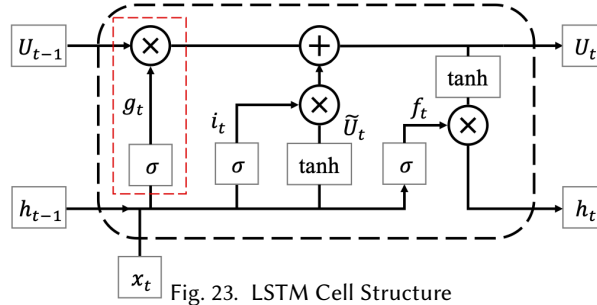 U_{t-1}
U_t
tanh
g_t
i_t
Ũ_t
f_t
σ
σ
tanh
σ
h_{t-1}
h_t
x_t
Fig. 23. LSTM Cell Structure